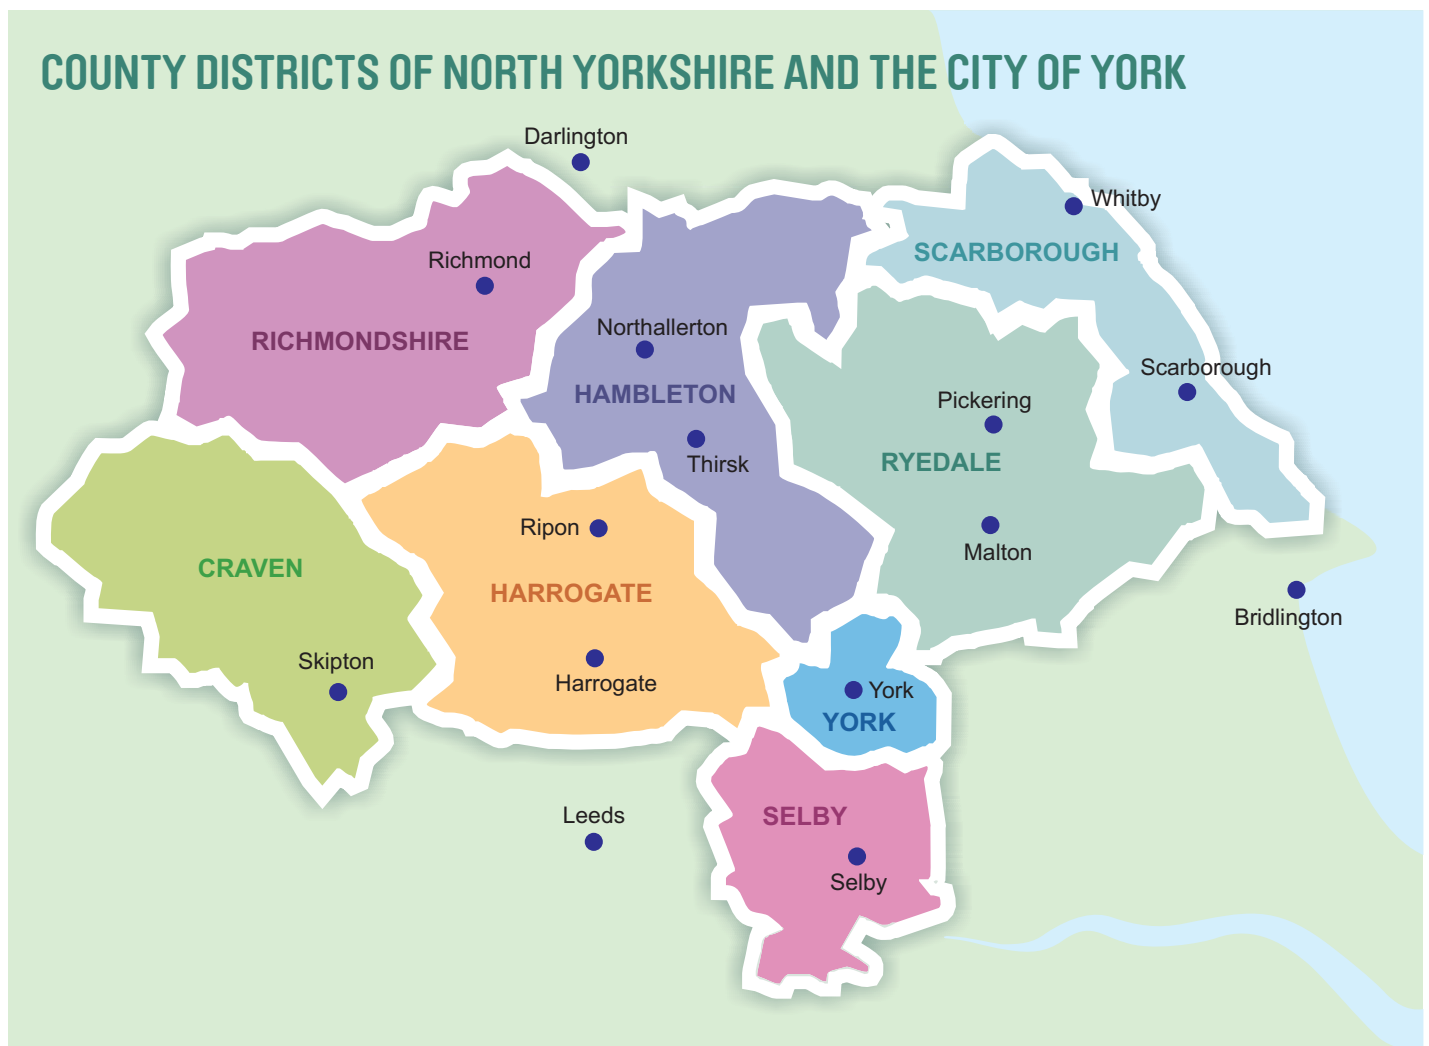 COUNTY DISTRICTS OF NORTH YORKSHIRE AND THE CITY OF YORK
Darlington
Whitby
Richmond
SCARBOROUGH
Northallerton
RICHMONDSHIRE
Scarborough
HAMBLETON
Pickering
Thirsk
RYEDALE
Ripon
Malton
CRAVEN
HARROGATE
Bridlington
Skipton
Harrogate
York
YORK
Leeds
SELBY
Selby